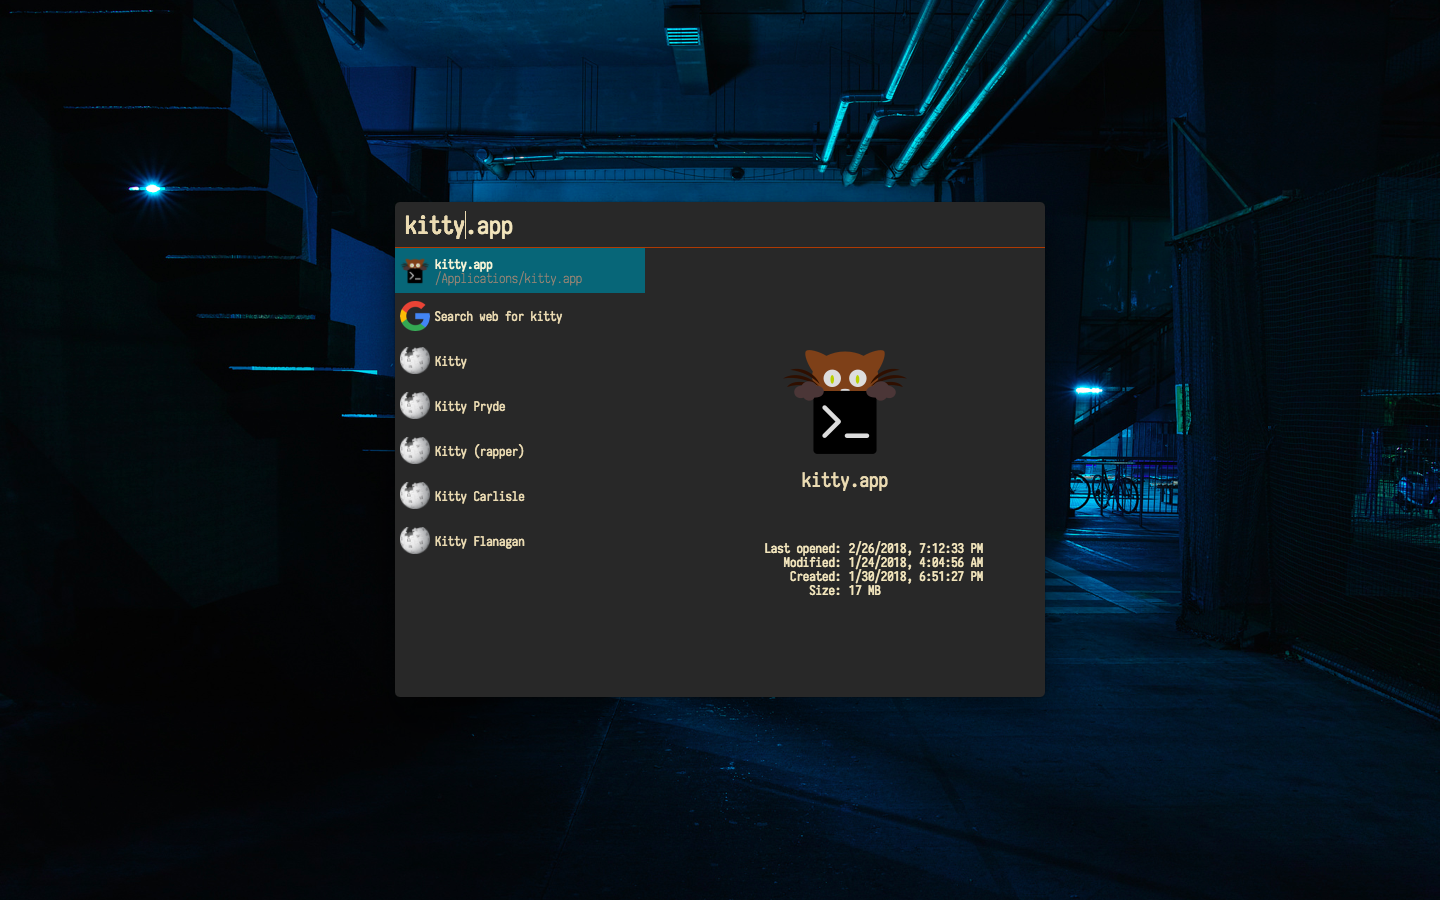 kitty.app
kitty.app
/Applications/kitty.app
Search web for kitty
Kitty
Kitty Pryde
Kitty (rapper)
Kitty Carlisle
Kitty Flanagan
kitty.app
Last opened: 2/26/2018, 7:12:33 PM
Modified: 1/24/2018, 4:04:56 AM
Created: 1/30/2018, 6:51:27 PM
Size: 17 MB